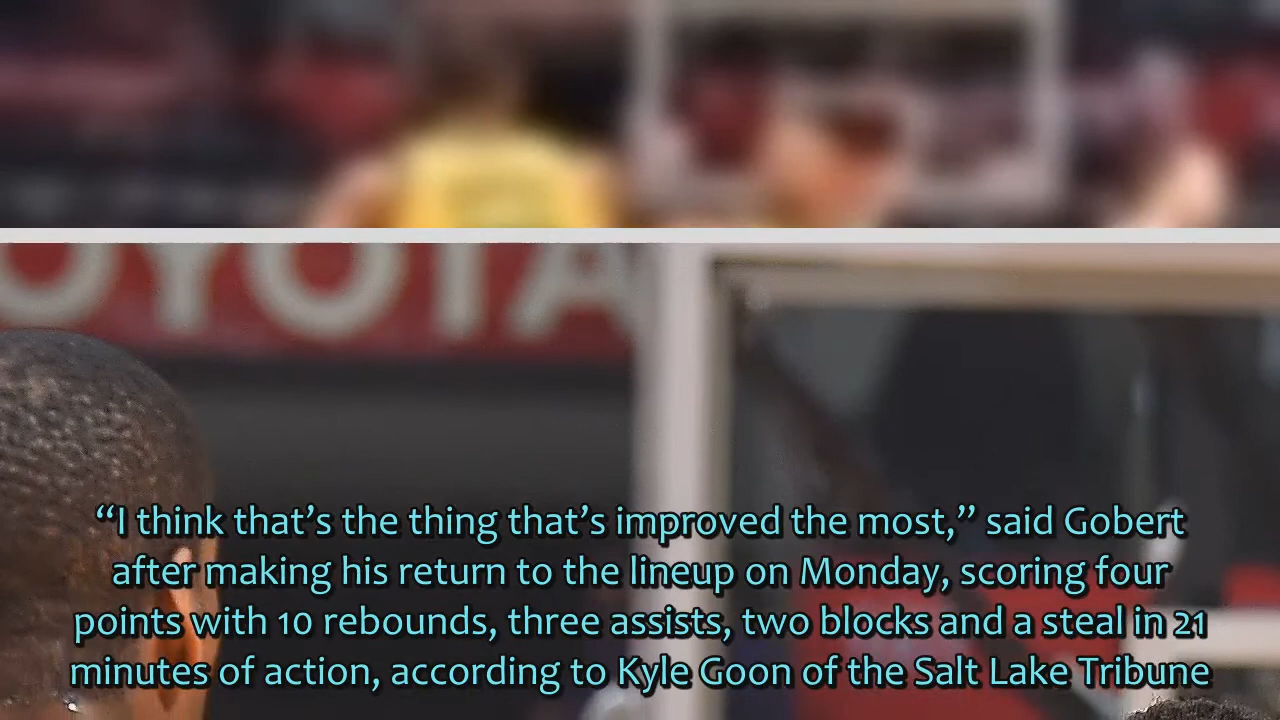 TOYOTA
“I think that’s the thing that’s improved the most,” said Gobert
after making his return to the lineup on Monday, scoring four
points with 10 rebounds, three assists, two blocks and a steal in 21
minutes of action, according to Kyle Goon of the Salt Lake Tribune